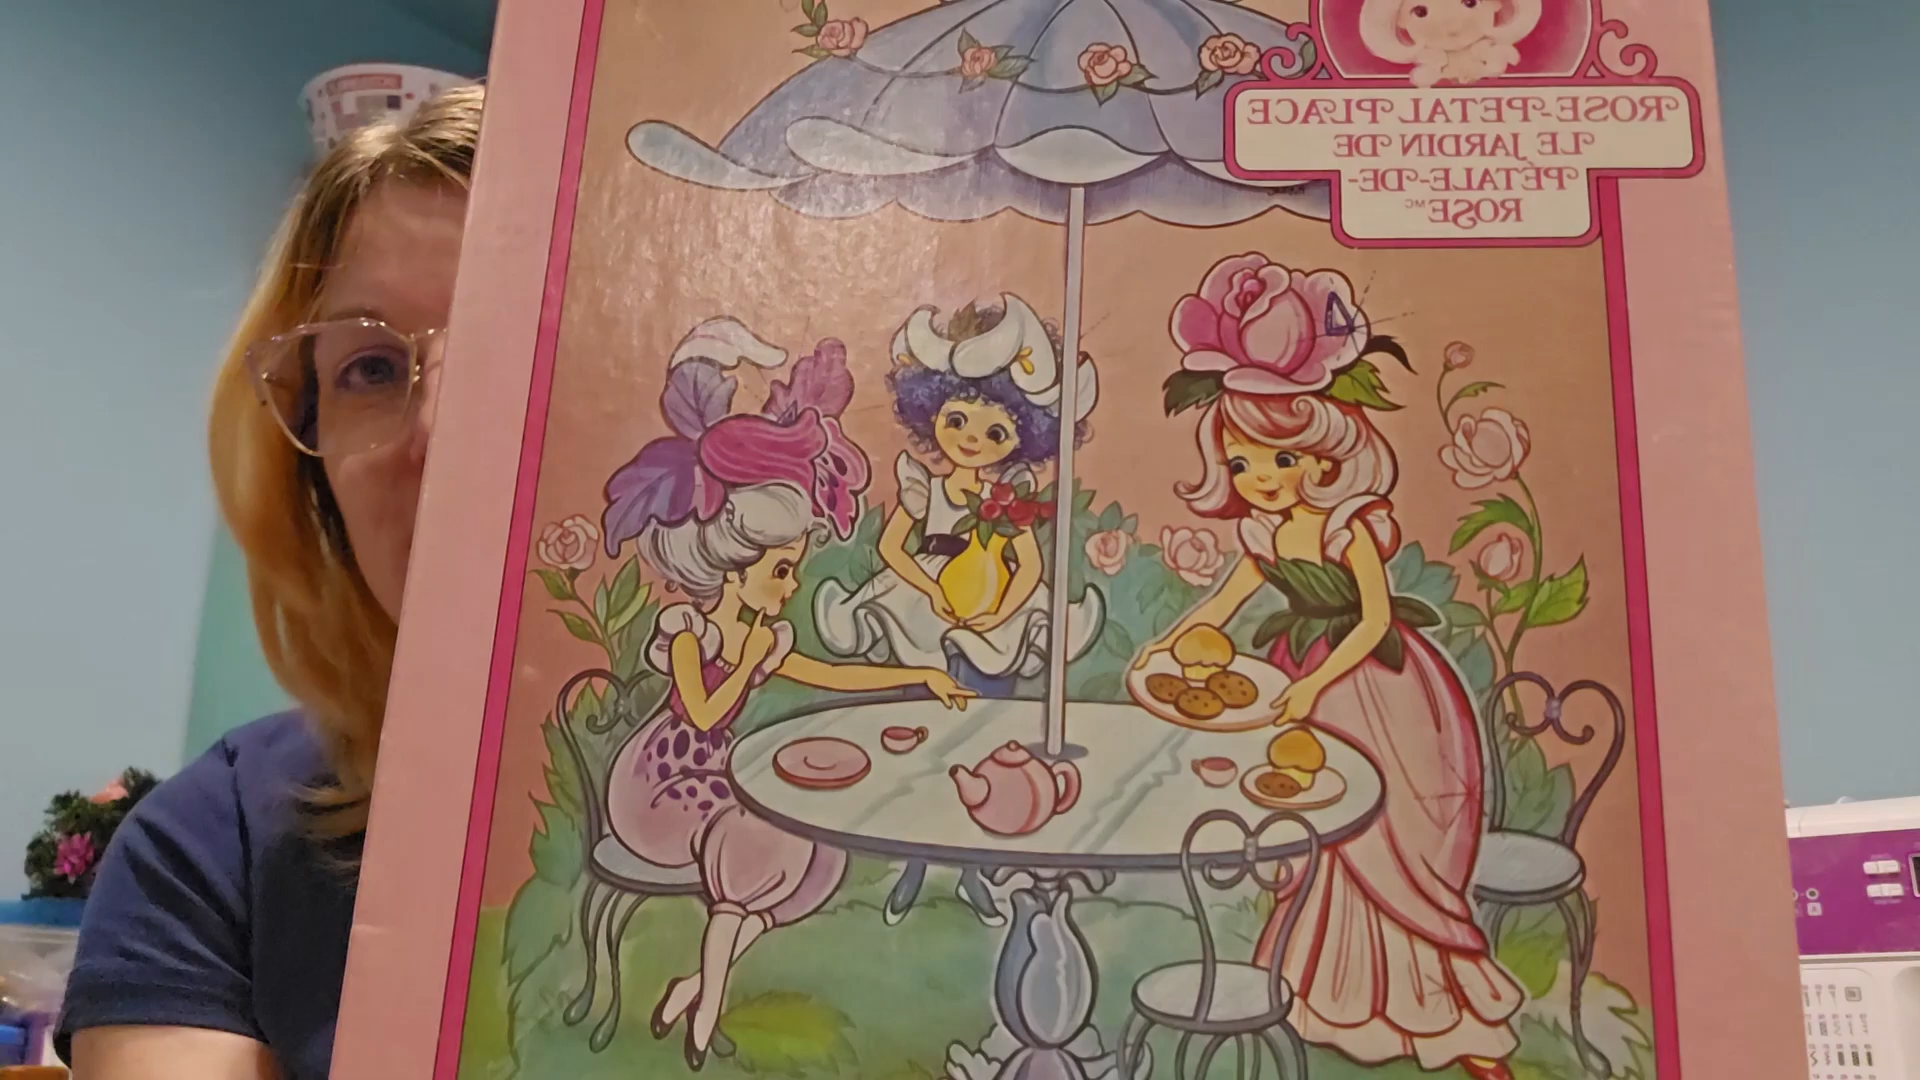 ROSE-PETAL PLACE
LE JARDIN DE
PÉTALE-DE-
ROSE MC